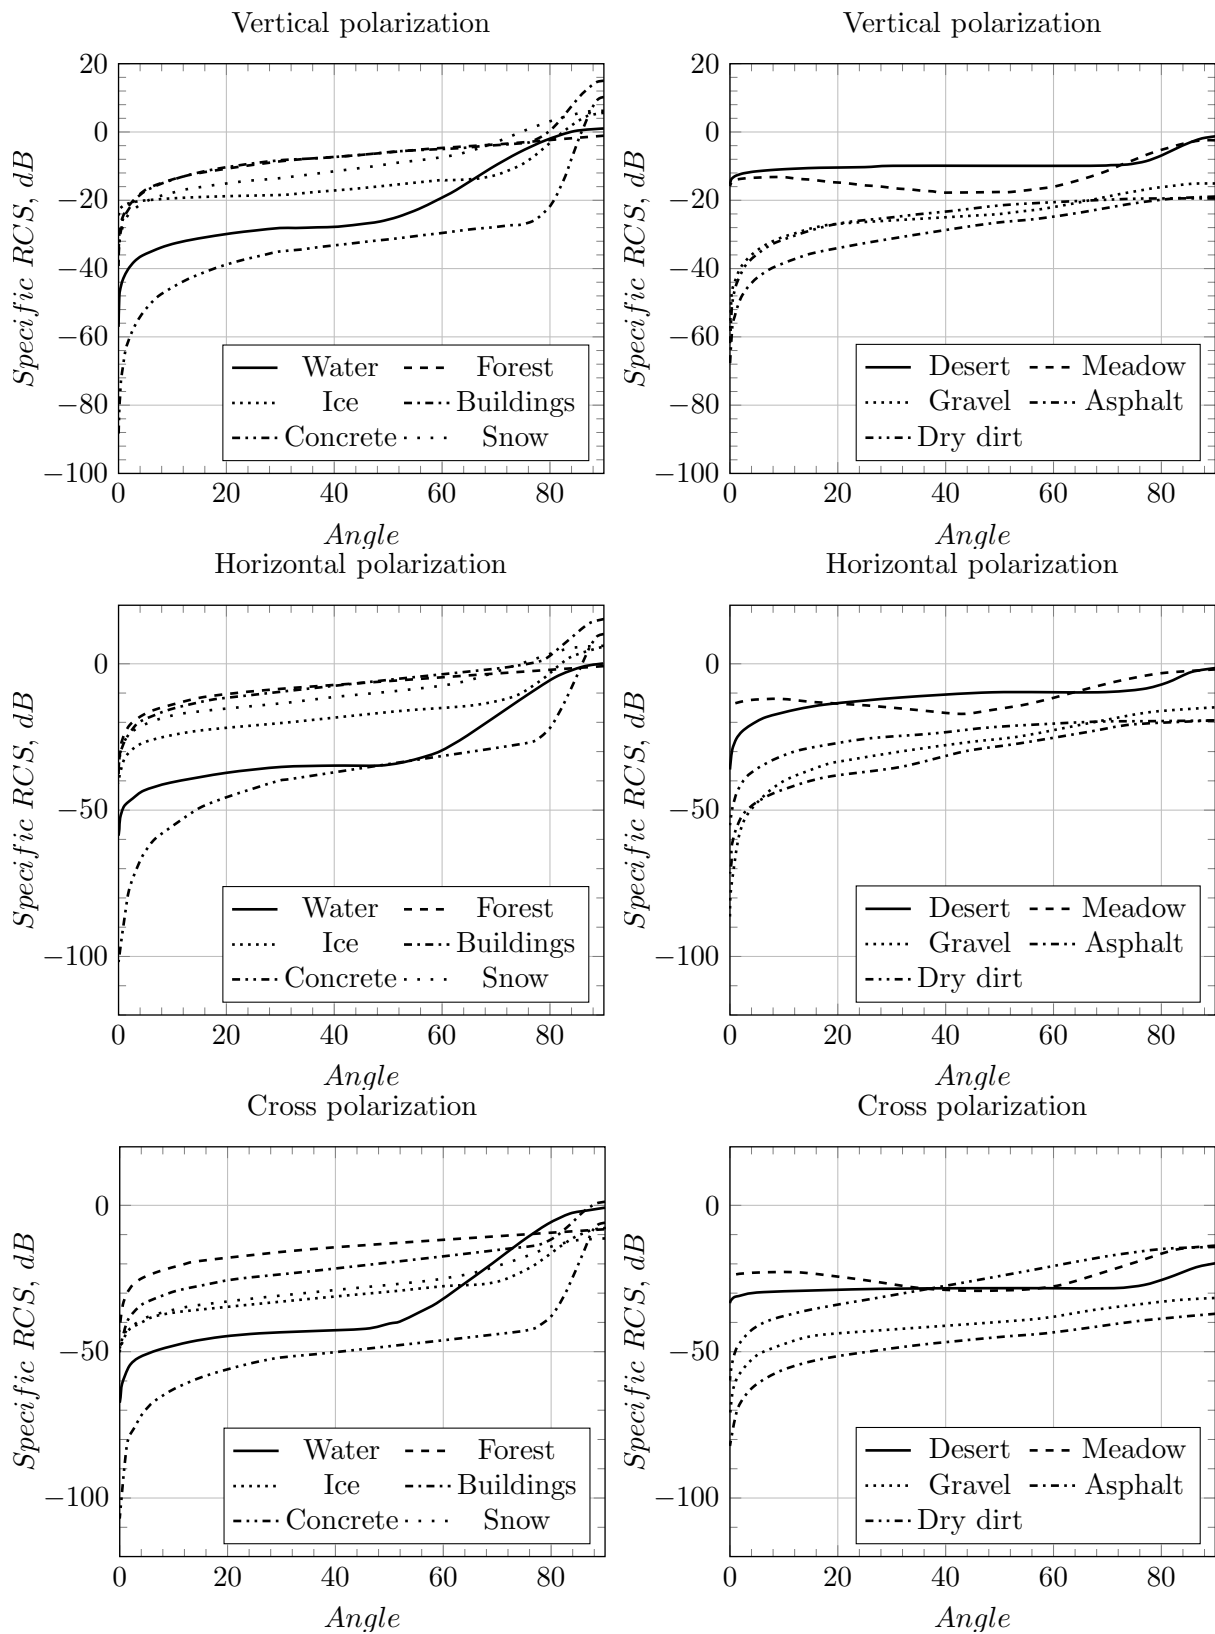 Vertical polarization
20
0
−20
−40
−60
−80
−100
0 20 40 60 80
Specific RCS, dB
Angle
Water Forest
Ice Buildings
Concrete Snow
Vertical polarization
20
0
−20
−40
−60
−80
−100
0 20 40 60 80
Specific RCS, dB
Angle
Desert Meadow
Gravel Asphalt
Dry dirt
Horizontal polarization
0
−50
−100
0 20 40 60 80
Specific RCS, dB
Angle
Water Forest
Ice Buildings
Concrete Snow
Horizontal polarization
0
−50
−100
0 20 40 60 80
Specific RCS, dB
Angle
Desert Meadow
Gravel Asphalt
Dry dirt
Cross polarization
0
−50
−100
0 20 40 60 80
Specific RCS, dB
Angle
Water Forest
Ice Buildings
Concrete Snow
Cross polarization
0
−50
−100
0 20 40 60 80
Specific RCS, dB
Angle
Desert Meadow
Gravel Asphalt
Dry dirt